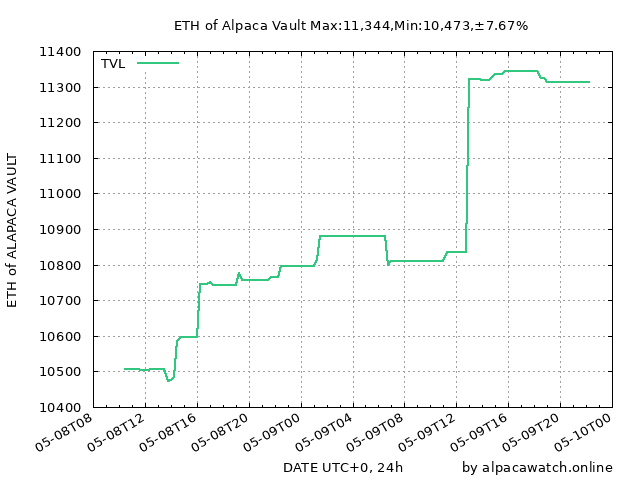 ETH of Alpaca Vault Max:11,344,Min:10,473,±7.67%
TVL
11400
11300
11200
11100
11000
10900
10800
10700
10600
10500
10400
ETH of ALAPACA VAULT
05-08T08
05-08T12
05-08T16
05-08T20
05-09T00
05-09T04
05-09T08
05-09T12
05-09T16
05-09T20
05-10T00
DATE UTC+0, 24h
by alpacawatch.online